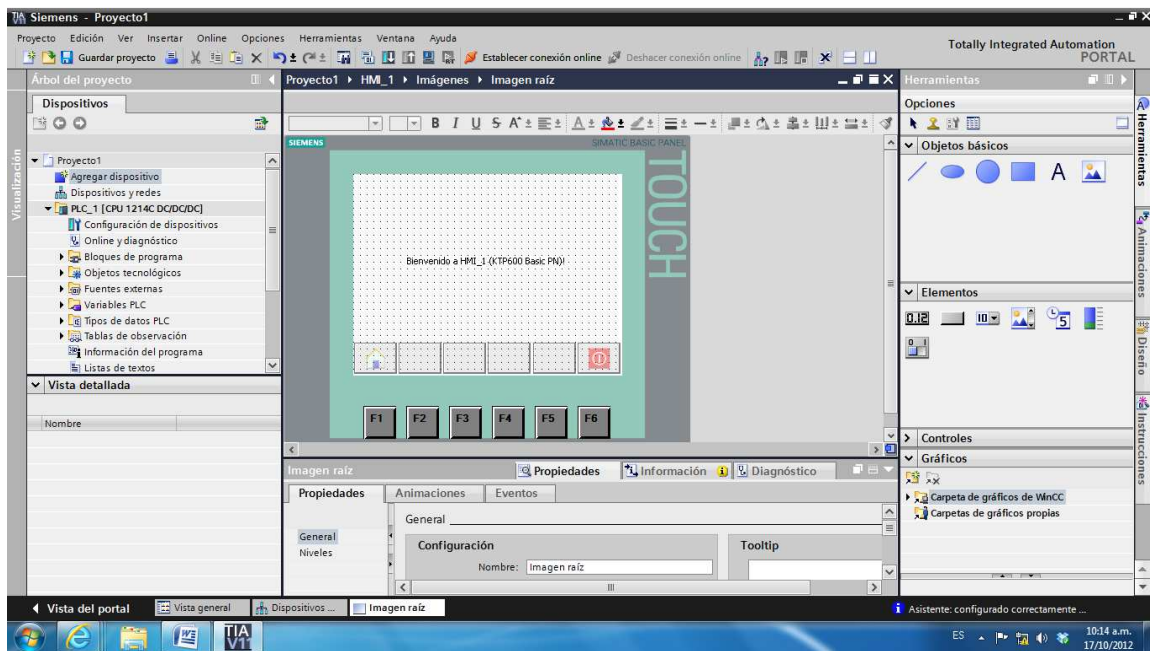 Siemens - Proyecto1
Proyecto Edición Ver Insertar Online Opciones Herramientas Ventana Ayuda
Totally Integrated Automation
PORTAL
Guardar proyecto
Establecer conexión online
Deshacer conexión online
Árbol del proyecto
Proyecto1 ▸ HMI_1 ▸ Imágenes ▸ Imagen raíz
Herramientas
Dispositivos
Opciones
Visualización
Proyecto1
Agregar dispositivo
Dispositivos y redes
PLC_1 [CPU 1214C DC/DC/DC]
Configuración de dispositivos
Online y diagnóstico
Bloques de programa
Objetos tecnológicos
Fuentes externas
Variables PLC
Tipos de datos PLC
Tablas de observación
Información del programa
Listas de textos
Vista detallada
Nombre
B I U S A
SIEMENS
SIMATIC BASIC PANEL
TOUCH
Bienvenido a HMI_1 (KTP600 Basic PN)!
F1 F2 F3 F4 F5 F6
Objetos básicos
A
Elementos
0.12
10
5
0 1
Controles
Gráficos
Carpeta de gráficos de WinCC
Carpetas de gráficos propias
Herramientas
Animaciones
Diseño
Instrucciones
Imagen raíz
Propiedades
Información
Diagnóstico
Propiedades Animaciones Eventos
General
Niveles
General
Configuración
Nombre: Imagen raíz
Tooltip
Vista del portal
Vista general
Dispositivos ...
Imagen raíz
Asistente: configurado correctamente ...
TIA
V11
ES
10:14 a.m.
17/10/2012